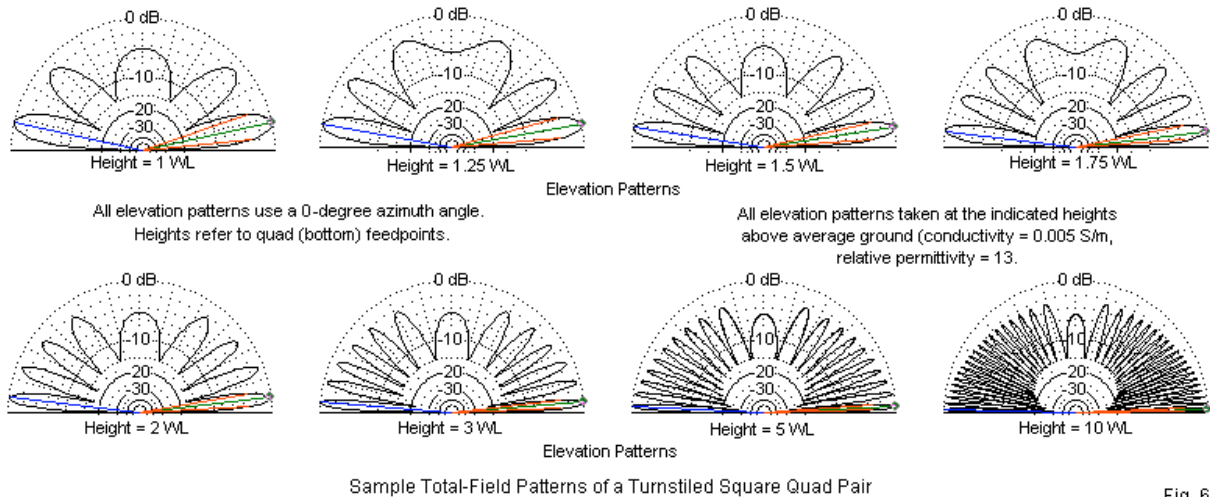 0 dB 0 dB 0 dB 0 dB
-10 -10 -10 -10
-20 -20 -20 -20
-30 -30 -30 -30
Height = 1 WL Height = 1.25 WL Height = 1.5 WL Height = 1.75 WL
Elevation Patterns
All elevation patterns use a 0-degree azimuth angle.
Heights refer to quad (bottom) feedpoints.
All elevation patterns taken at the indicated heights
above average ground (conductivity = 0.005 S/m,
relative permittivity = 13.
0 dB 0 dB 0 dB 0 dB
-10 -10 -10 10
-20 -20 -20 -20
-30 -30 -30 -30
Height = 2 WL Height = 3 WL Height = 5 WL Height = 10 WL
Elevation Patterns
Sample Total-Field Patterns of a Turnstiled Square Quad Pair
Fig. 6